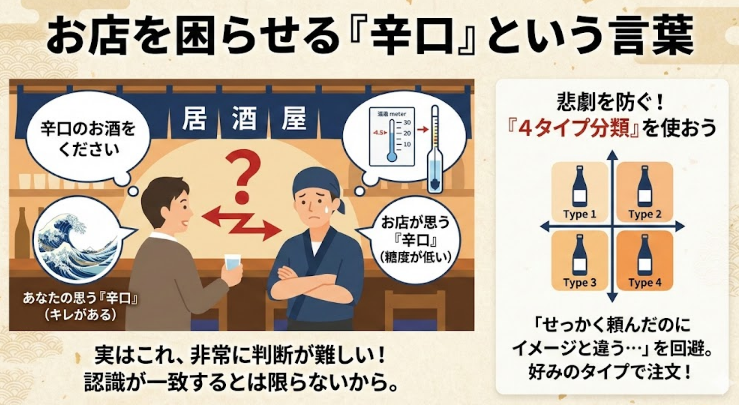 お店を困らせる『辛口』という言葉
居酒屋
辛口のお酒を
ください
meter
-4.5
30
20
10
あなたの思う『辛口』
(キレがある)
お店が思う
『辛口』
(糖度が低い)
?
実はこれ、非常に判断が難しい!
認識が一致するとは限らないから。
悲劇を防ぐ!
『4タイプ分類』を使おう
Type 1
Type 2
Type 3
Type 4
「せっかく頼んだのに
イメージと違う…」を回避。
好みのタイプで注文!